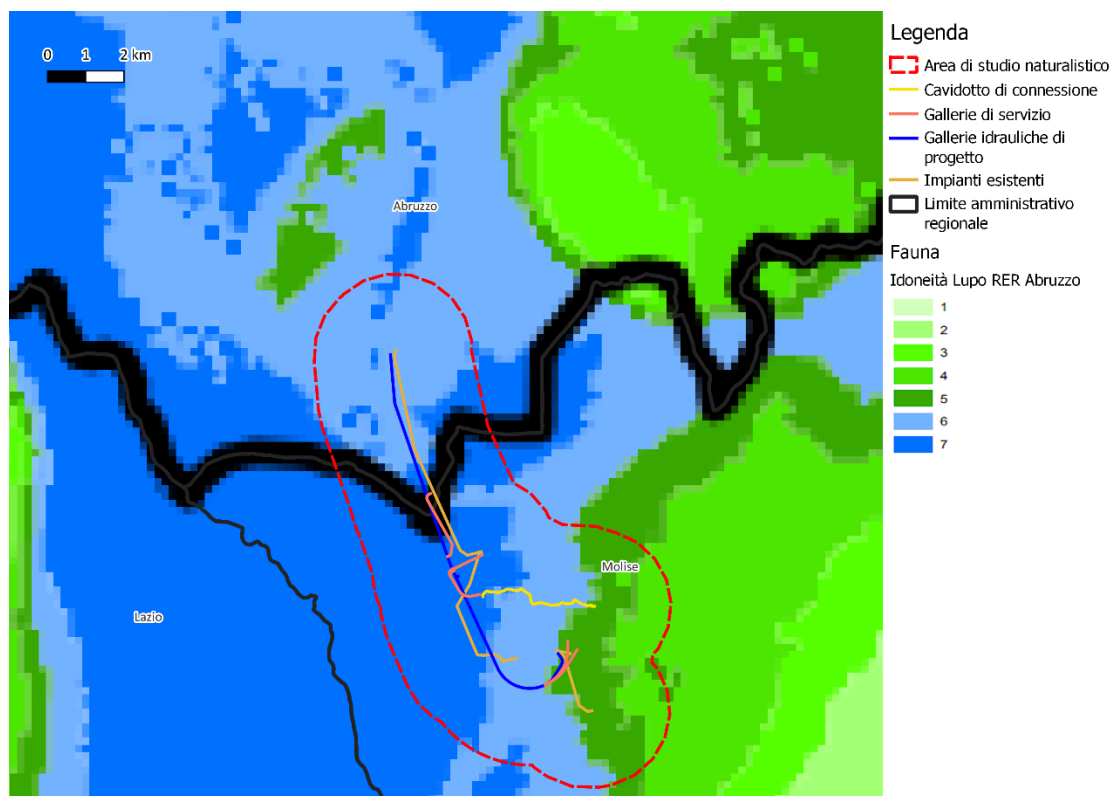 0 1 2 km
Abruzzo
Molise
Lazio
Legenda
Area di studio naturalistico
Cavidotto di connessione
Gallerie di servizio
Gallerie idrauliche di
progetto
Impianti esistenti
Limite amministrativo
regionale
Fauna
Idoneità Lupo RER Abruzzo
1
2
3
4
5
6
7